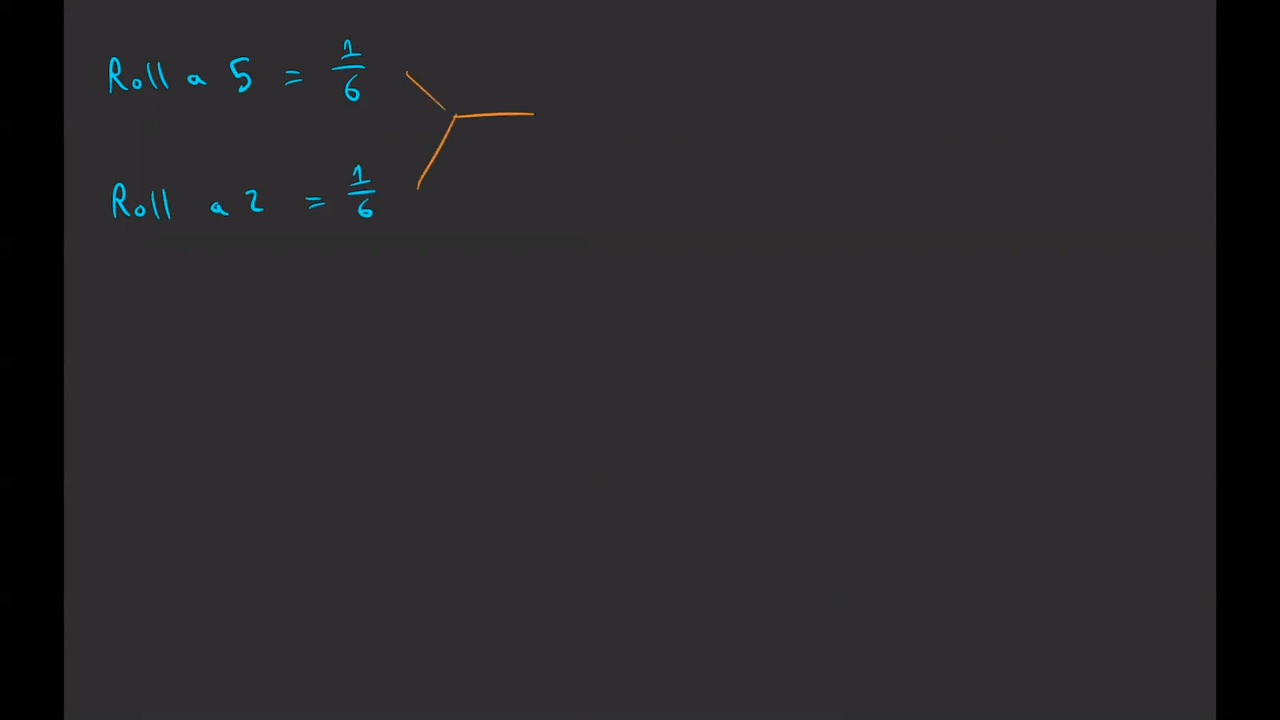 Roll a 5 = 1/6
Roll a 2 = 1/6